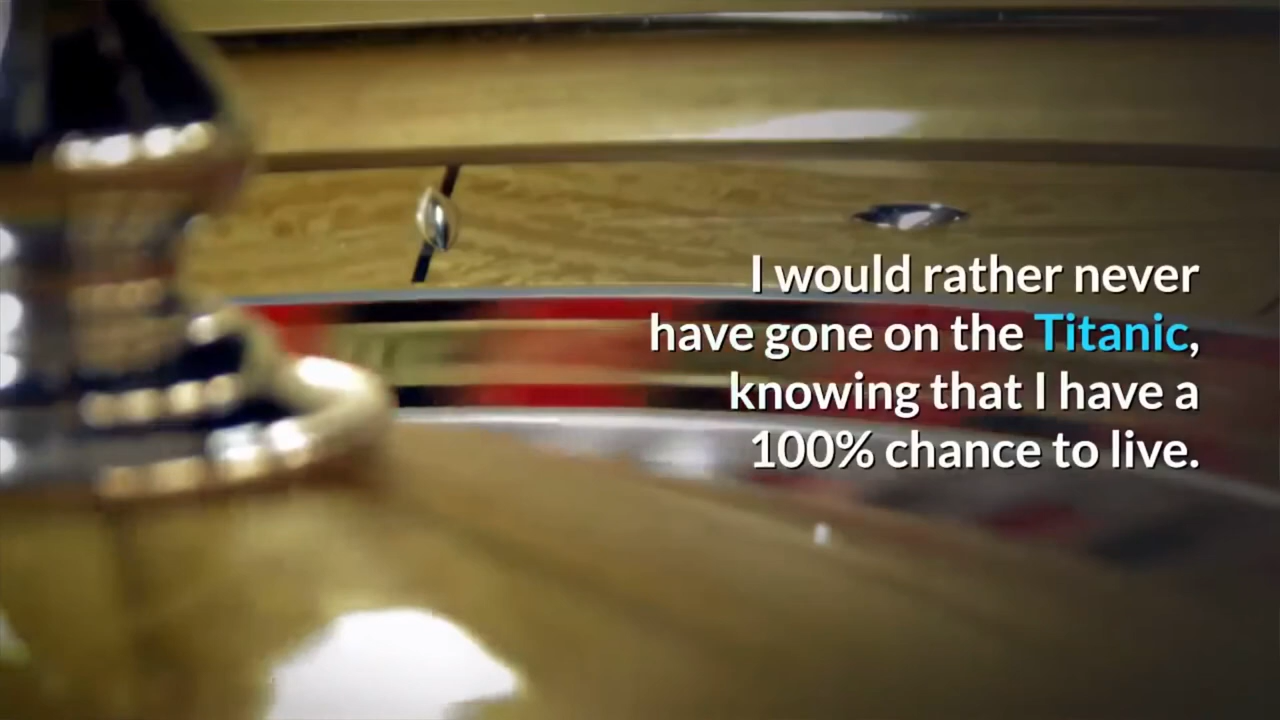 I would rather never
have gone on the Titanic,
knowing that I have a
100% chance to live.